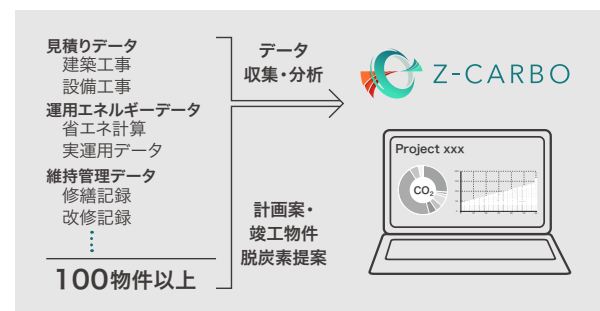 見積りデータ
建築工事
設備工事
運用エネルギーデータ
省エネ計算
実運用データ
維持管理データ
修繕記録
改修記録
100物件以上
データ
収集・分析
計画案・
竣工物件
脱炭素提案
Z-CARBO
Project xxx
CO₂